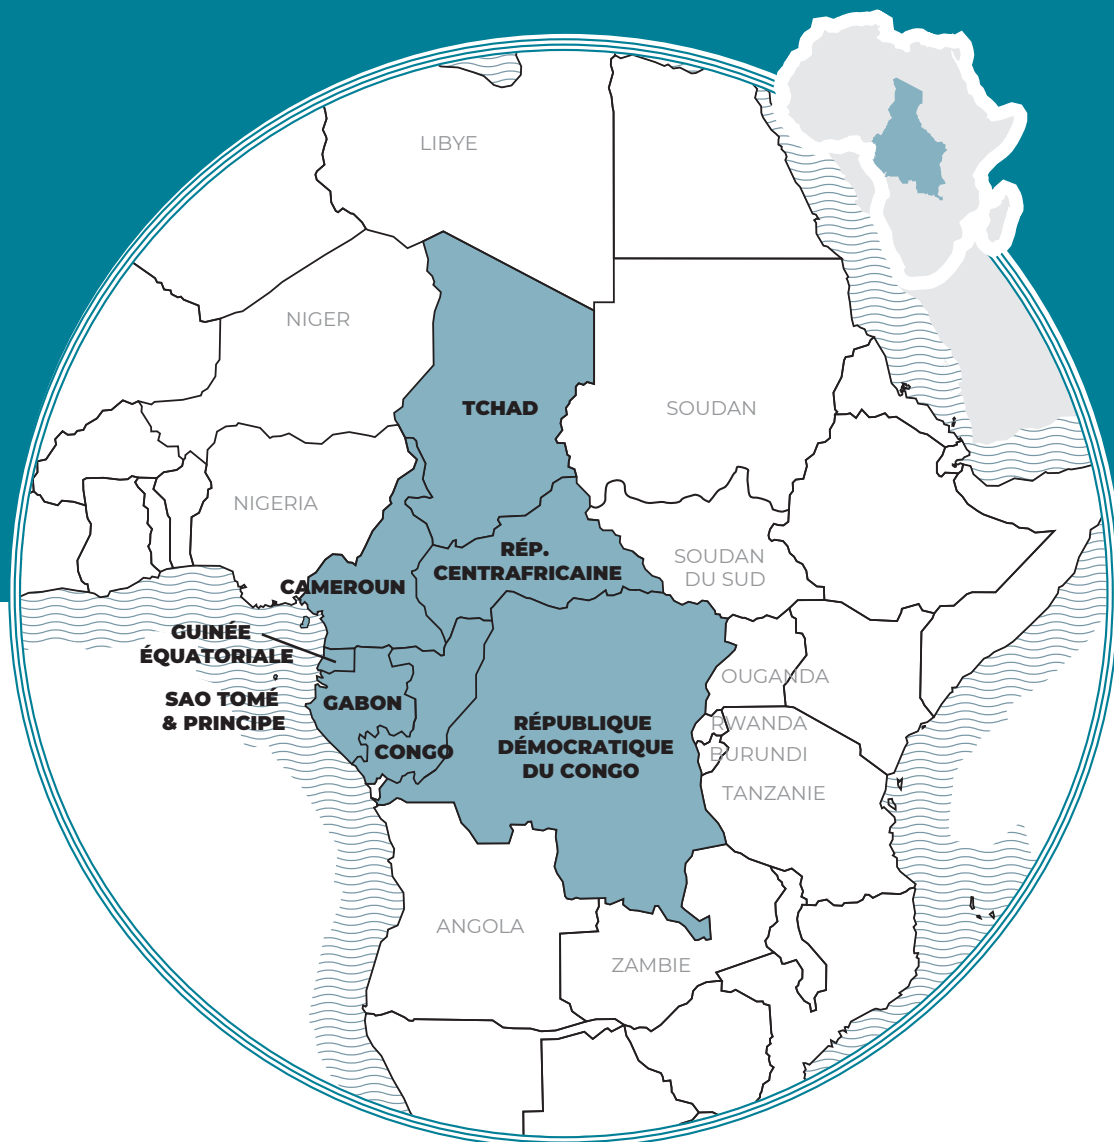 LIBYE
NIGER
TCHAD
SOUDAN
NIGERIA
RÉP.
CENTRAFRICAINE
SOUDAN
DU SUD
CAMEROUN
GUINÉE
ÉQUATORIALE
OUGANDA
SAO TOMÉ
& PRINCIPE
GABON
RÉPUBLIQUE
DÉMOCRATIQUE
DU CONGO
RWANDA
CONGO
BURUNDI
TANZANIE
ANGOLA
ZAMBIE